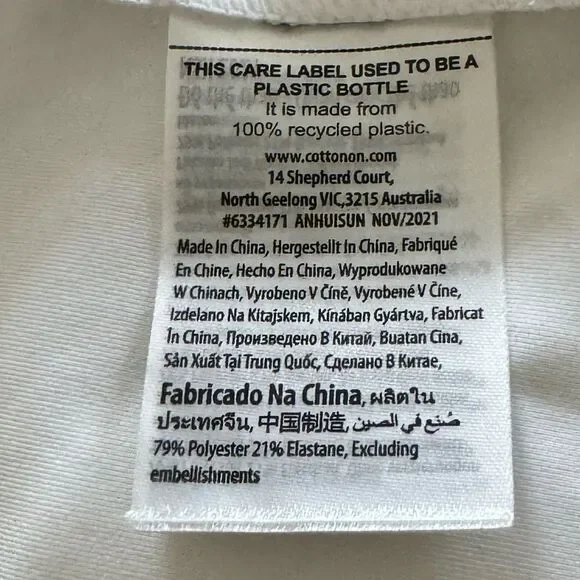 THIS CARE LABEL USED TO BE A
PLASTIC BOTTLE
It is made from
100% recycled plastic.
www.cottonon.com
14 Shepherd Court,
North Geelong VIC,3215 Australia
#6334171 ANHUISUN NOV/2021
Made In China, Hergestellt In China, Fabriqué
En Chine, Hecho En China, Wyprodukowane
W Chinach, Vyrobeno V Číně, Vyrobené V Číne,
Izdelano Na Kitajskem, Kínában Gyártva, Fabricat
În China, Произведено В Китай, Buatan Cina,
Sản Xuất Tại Trung Quốc, Сделано В Китае,
Fabricado Na China, ผลิตใน
ประเทศจีน, 中国制造, صُنع في الصين,
79% Polyester 21% Elastane, Excluding
embellishments